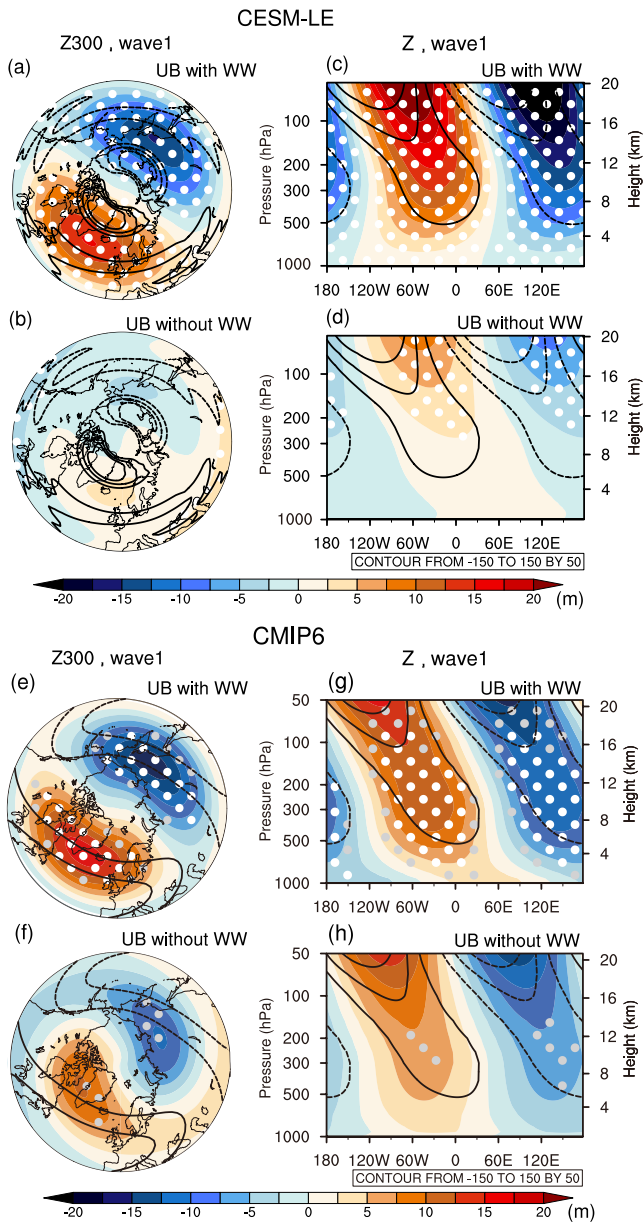 CESM-LE
Z300 , wave1
Z , wave1
(a)
UB with WW
(c)
UB with WW
Pressure (hPa)
100
200
300
500
1000
20
16
12
8
4
Height (km)
180 120W 60W 0 60E 120E
(b)
UB without WW
(d)
UB without WW
Pressure (hPa)
100
200
300
500
1000
20
16
12
8
4
Height (km)
180 120W 60W 0 60E 120E
CONTOUR FROM -150 TO 150 BY 50
-20 -15 -10 -5 0 5 10 15 20 (m)
CMIP6
Z300 , wave1
Z , wave1
(e)
UB with WW
(g)
UB with WW
Pressure (hPa)
50
100
200
300
500
1000
20
16
12
8
4
Height (km)
180 120W 60W 0 60E 120E
(f)
UB without WW
(h)
UB without WW
Pressure (hPa)
50
100
200
300
500
1000
20
16
12
8
4
Height (km)
180 120W 60W 0 60E 120E
CONTOUR FROM -150 TO 150 BY 50
-20 -15 -10 -5 0 5 10 15 20 (m)